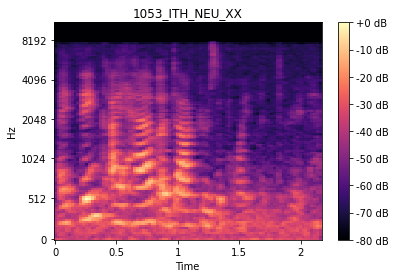 1053_ITH_NEU_XX
Hz
8192
4096
2048
1024
512
0
0
0.5
1
1.5
2
Time
+0 dB
-10 dB
-20 dB
-30 dB
-40 dB
-50 dB
-60 dB
-70 dB
-80 dB